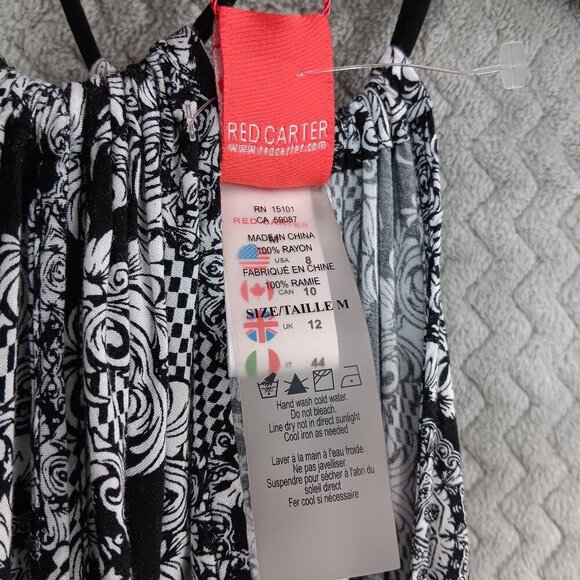 RED CARTER
www.redcarter.com
RN 15101
CA 59087
RED CARTER
M
MADE IN CHINA
100% RAYON
USA 8
FABRIQUÉ EN CHINE
100% RAMIE
CAN 10
SIZE/TAILLE M
UK 12
IT 44
Hand wash cold water.
Do not bleach.
Line dry not in direct sunlight
Cool iron as needed
Laver à la main à l'eau froide.
Ne pas javelliser.
Suspendre pour sécher à l'abri du
soleil direct
Fer cool si nécessaire